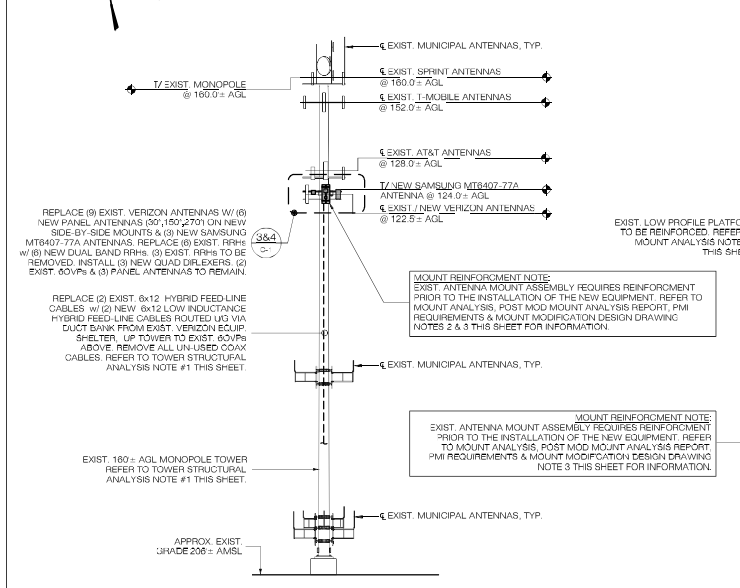 ℄ EXIST. MUNICIPAL ANTENNAS, TYP.
T/ EXIST. MONOPOLE
@ 160.0'± AGL
℄ EXIST. SPRINT ANTENNAS
@ 160.0'± AGL
℄ EXIST. T-MOBILE ANTENNAS
@ 152.0'± AGL
℄ EXIST. AT&T ANTENNAS
@ 128.0'± AGL
T/ NEW SAMSUNG MT6407-77A
ANTENNA @ 124.0'± AGL
℄ EXIST./ NEW VERIZON ANTENNAS
@ 122.5'± AGL
REPLACE (9) EXIST. VERIZON ANTENNAS W/ (6)
NEW PANEL ANTENNAS (30°,150°,270°) ON NEW
SIDE-BY-SIDE MOUNTS & (3) NEW SAMSUNG
MT6407-77A ANTENNAS. REPLACE (6) EXIST. RRHs
w/ (6) NEW DUAL BAND RRHs. (3) EXIST. RRHs TO BE
REMOVED. INSTALL (3) NEW QUAD DIPLEXERS. (2)
EXIST. 6OVPs & (3) PANEL ANTENNAS TO REMAIN.
3&4
C-1
EXIST. LOW PROFILE PLATFO
TO BE REINFORCED. REFER
MOUNT ANALYSIS NOTE
THIS SHE
MOUNT REINFORCMENT NOTE:
EXIST. ANTENNA MOUNT ASSEMBLY REQUIRES REINFORCMENT
PRIOR TO THE INSTALLATION OF THE NEW EQUIPMENT. REFER TO
MOUNT ANALYSIS, POST MOD MOUNT ANALYSIS REPORT, PMI
REQUIREMENTS & MOUNT MODIFICATION DESIGN DRAWING
NOTES 2 & 3 THIS SHEET FOR INFORMATION.
REPLACE (2) EXIST. 6x12 HYBRID FEED-LINE
CABLES w/ (2) NEW 6x12 LOW INDUCTANCE
HYBRID FEED-LINE CABLES ROUTED U/G VIA
DUCT BANK FROM EXIST. VERIZON EQUIP.
SHELTER, UP TOWER TO EXIST. 6OVPs
ABOVE. REMOVE ALL UN-USED COAX
CABLES. REFER TO TOWER STRUCTURAL
ANALYSIS NOTE #1 THIS SHEET.
℄ EXIST. MUNICIPAL ANTENNAS, TYP.
MOUNT REINFORCMENT NOTE:
EXIST. ANTENNA MOUNT ASSEMBLY REQUIRES REINFORCMENT
PRIOR TO THE INSTALLATION OF THE NEW EQUIPMENT. REFER
TO MOUNT ANALYSIS, POST MOD MOUNT ANALYSIS REPORT,
PMI REQUIREMENTS & MOUNT MODIFCATION DESIGN DRAWING
NOTE 3 THIS SHEET FOR INFORMATION.
EXIST. 160'± AGL MONOPOLE TOWER
REFER TO TOWER STRUCTURAL
ANALYSIS NOTE #1 THIS SHEET.
℄ EXIST. MUNICIPAL ANTENNAS, TYP.
APPROX. EXIST.
GRADE 206'± AMSL